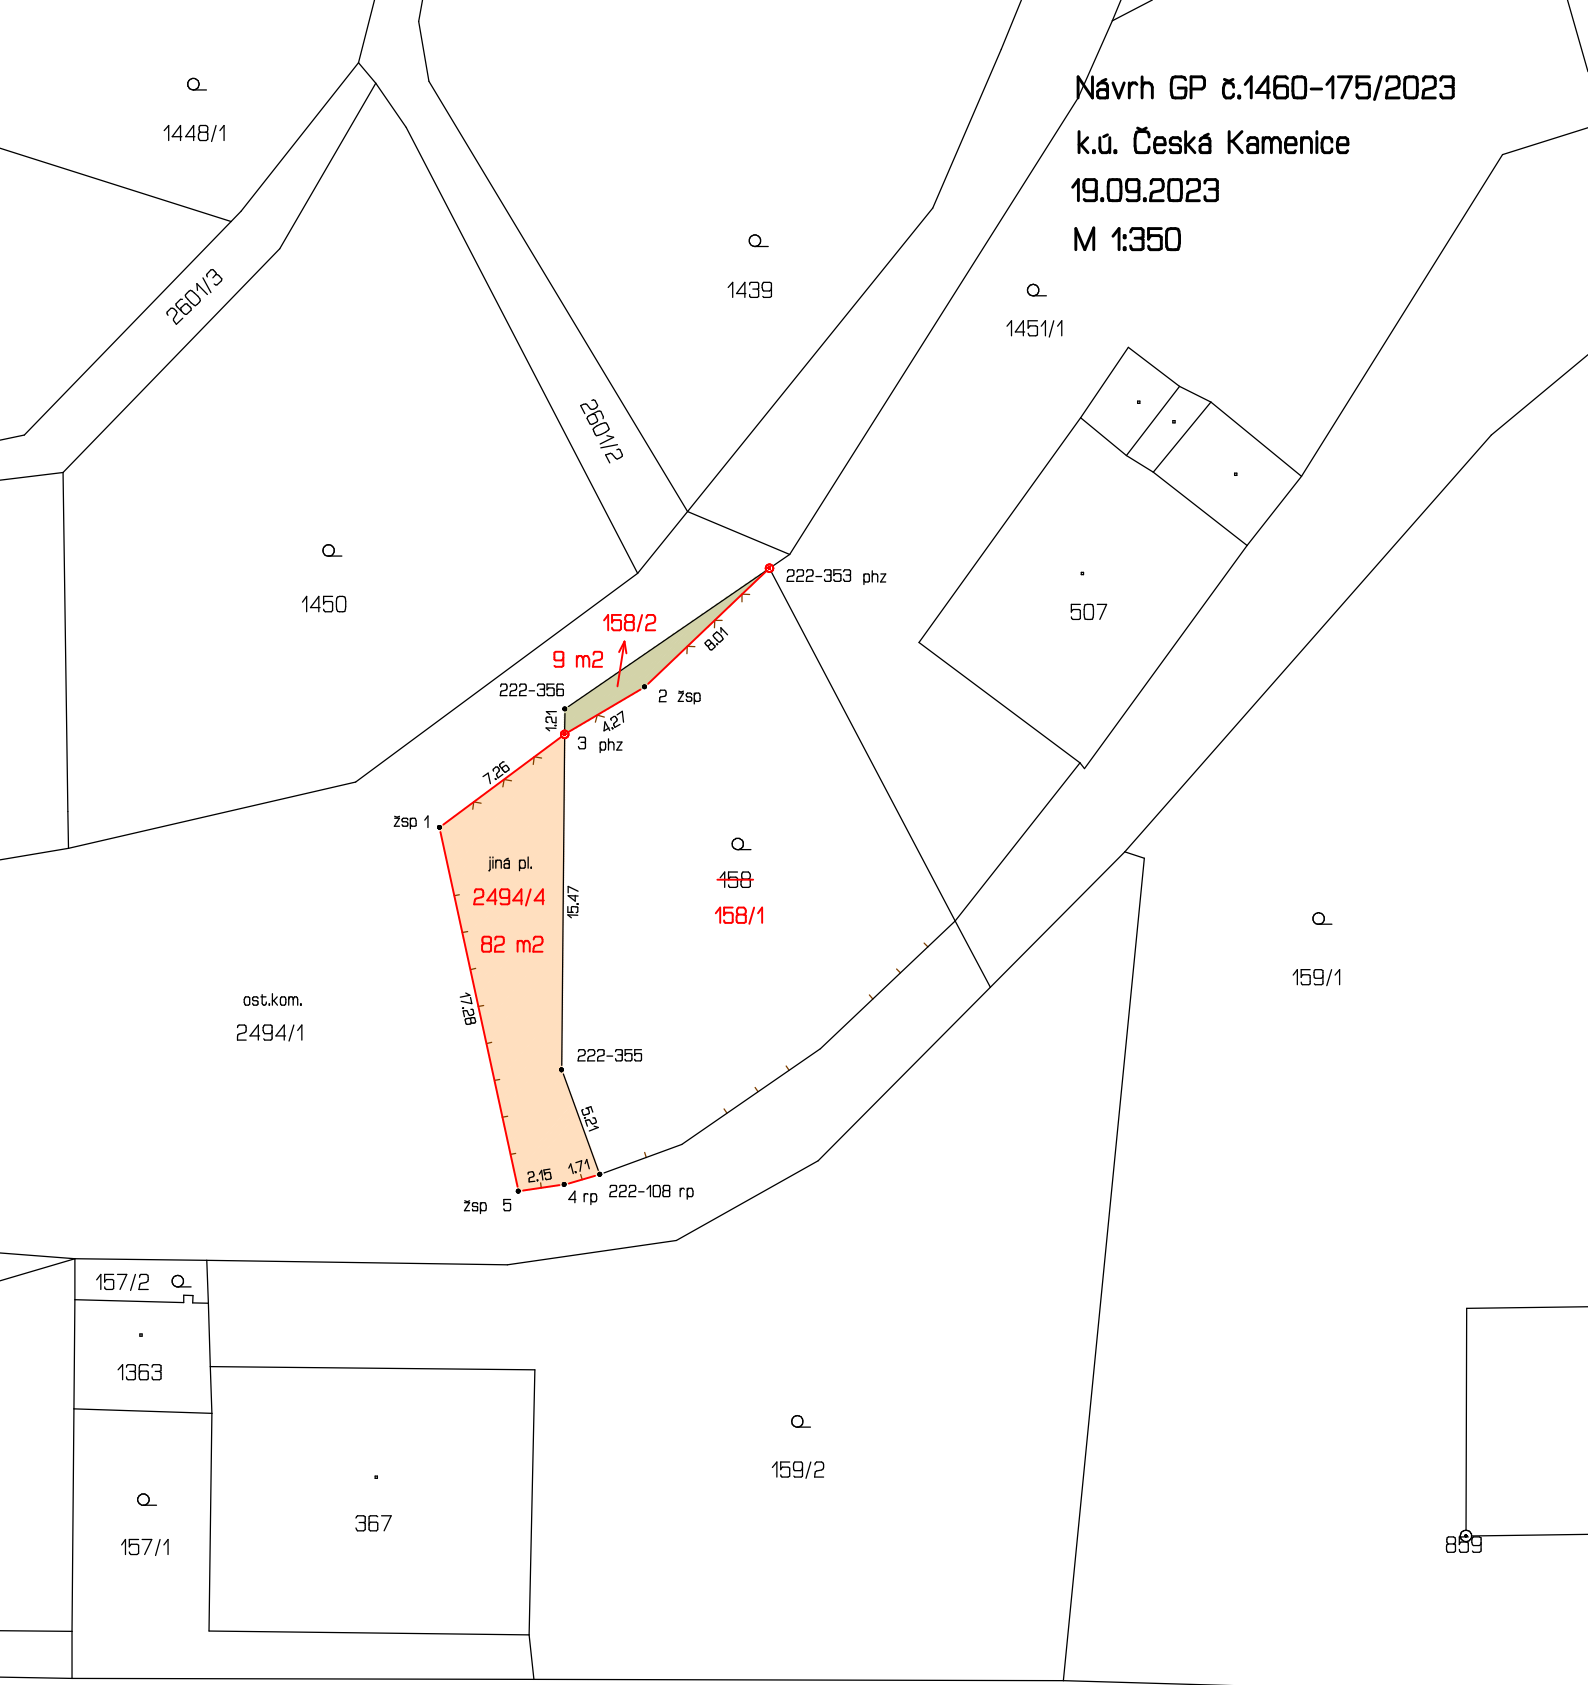 Návrh GP č.1460-175/2023
k.ú. Česká Kamenice
19.09.2023
M 1:350
1448/1
2601/3
1439
1451/1
2601/2
1450
507
222-353 phz
158/2
9 m2
8.01
222-356
2 žsp
1.21
4.27
3 phz
7.26
žsp 1
jiná pl.
2494/4
82 m2
15.47
158
158/1
159/1
ost.kom.
2494/1
17.28
222-355
5.21
2.15
1.71
žsp 5
4 rp
222-108 rp
157/2
1363
159/2
367
157/1
859